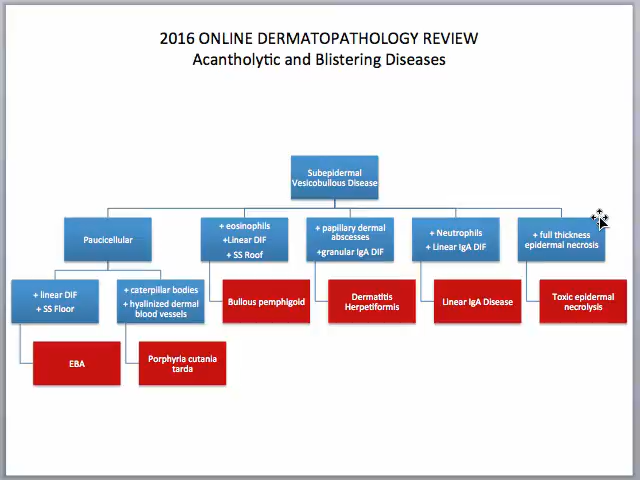 2016 ONLINE DERMATOPATHOLOGY REVIEW
Acantholytic and Blistering Diseases
Subepidermal
Vesicobullous Disease
Paucicellular
+ eosinophils
+Linear DIF
+ SS Roof
+ papillary dermal
abscesses
+granular IgA DIF
+ Neutrophils
+ Linear IgA DIF
+ full thickness
epidermal necrosis
+ linear DIF
+ SS Floor
+ caterpillar bodies
+ hyalinized dermal
blood vessels
Bullous pemphigoid
Dermatitis
Herpetiformis
Linear IgA Disease
Toxic epidermal
necrolysis
EBA
Porphyria cutania
tarda